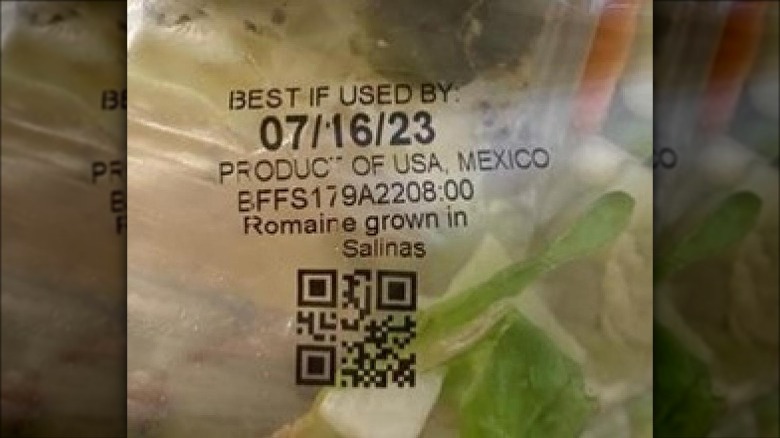 BEST IF USED BY:
07/16/23
PRODUCT OF USA, MEXICO
BFFS179A2208:00
Romaine grown in
Salinas